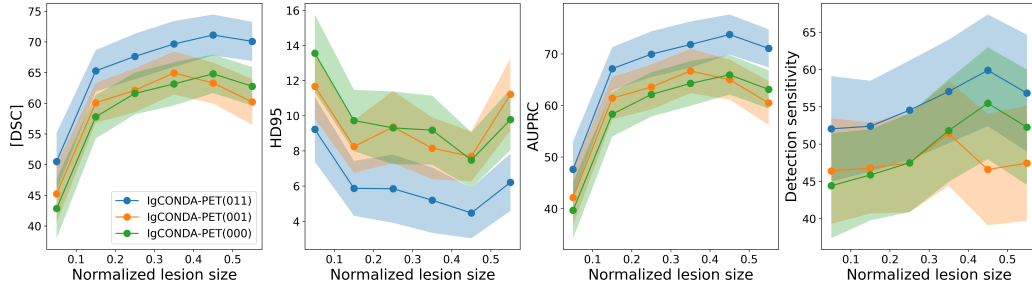 [DSC]
75
70
65
60
55
50
45
40
0.1 0.2 0.3 0.4 0.5
Normalized lesion size
IgCONDA-PET(011)
IgCONDA-PET(001)
IgCONDA-PET(000)
HD95
16
14
12
10
8
6
4
0.1 0.2 0.3 0.4 0.5
Normalized lesion size
AUPRC
70
60
50
40
0.1 0.2 0.3 0.4 0.5
Normalized lesion size
Detection sensitivity
65
60
55
50
45
40
0.1 0.2 0.3 0.4 0.5
Normalized lesion size